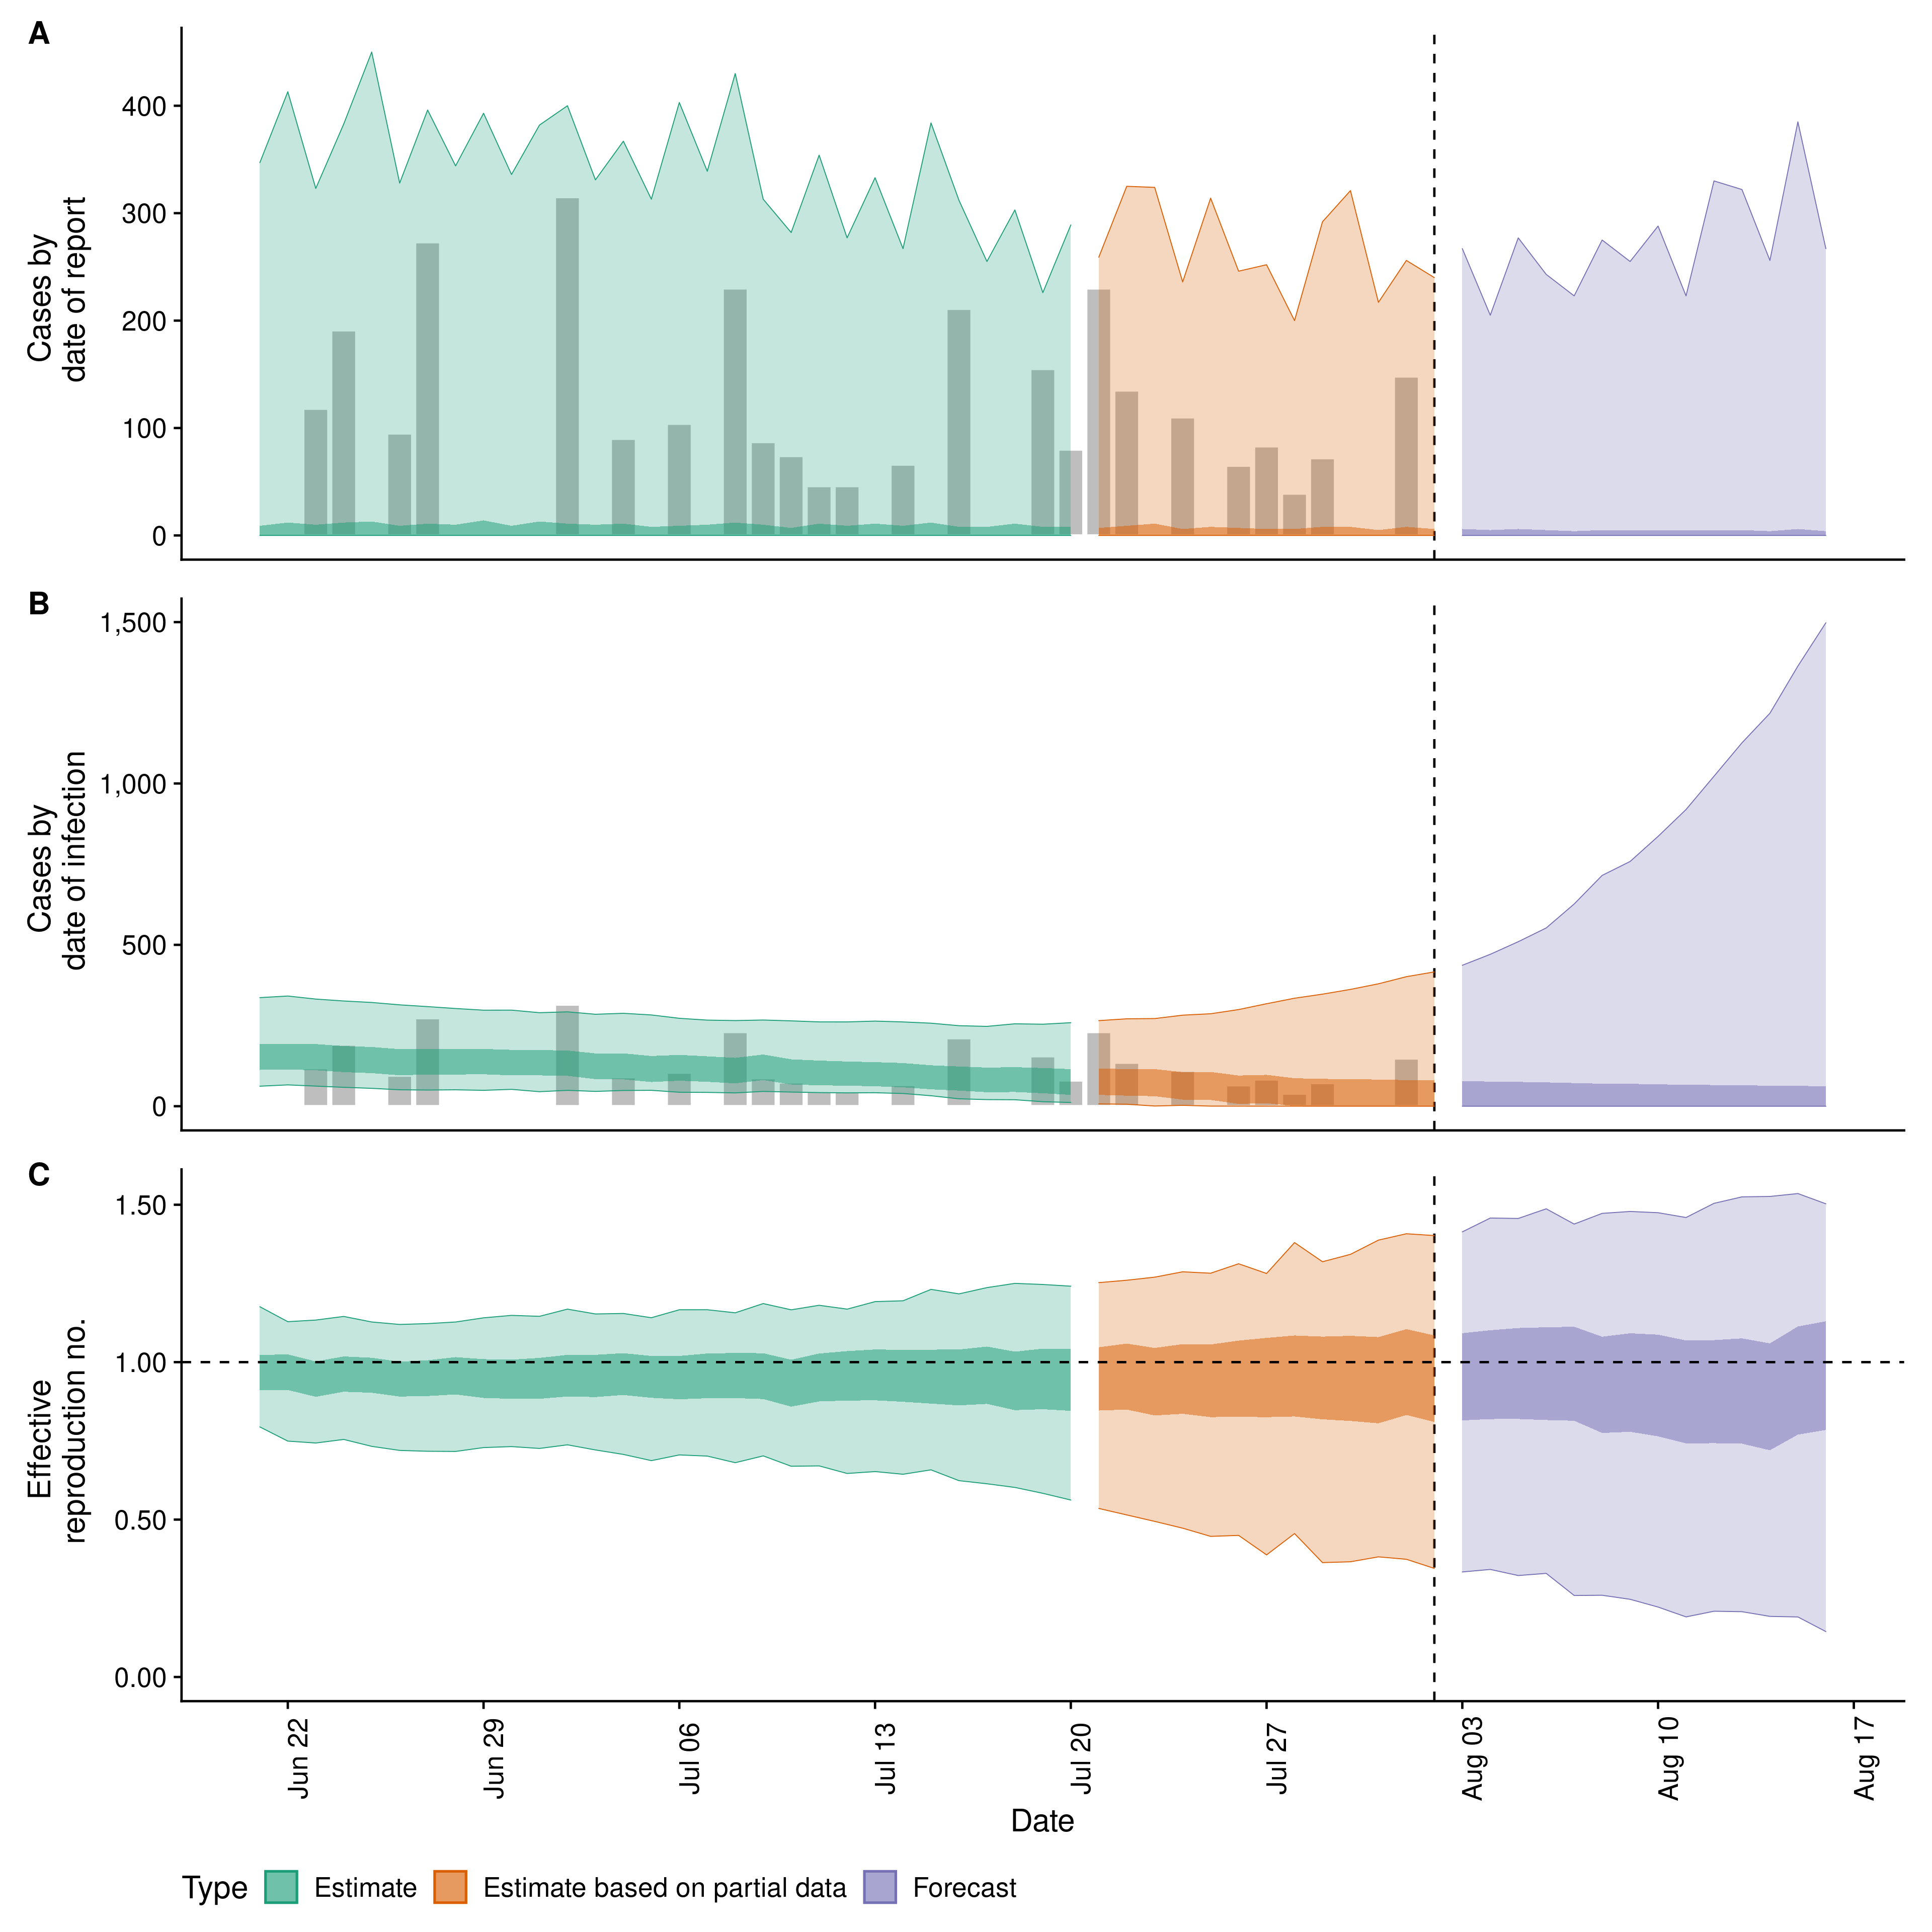 A
Cases by
date of report
400
300
200
100
0
B
Cases by
date of infection
1,500
1,000
500
0
C
Effective
reproduction no.
1.50
1.00
0.50
0.00
Jun 22
Jun 29
Jul 06
Jul 13
Jul 20
Jul 27
Aug 03
Aug 10
Aug 17
Date
Type Estimate Estimate based on partial data Forecast